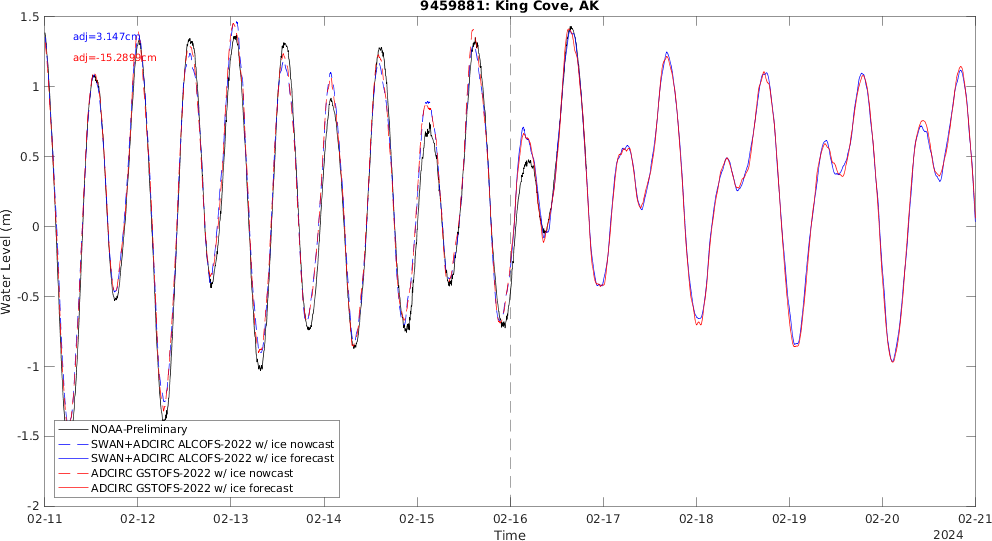 9459881: King Cove, AK
adj=3.147cm
adj=-15.2899cm
Water Level (m)
1.5
1
0.5
0
-0.5
-1
-1.5
-2
NOAA-Preliminary
SWAN+ADCIRC ALCOFS-2022 w/ ice nowcast
SWAN+ADCIRC ALCOFS-2022 w/ ice forecast
ADCIRC GSTOFS-2022 w/ ice nowcast
ADCIRC GSTOFS-2022 w/ ice forecast
02-11 02-12 02-13 02-14 02-15 02-16 02-17 02-18 02-19 02-20 02-21
Time
2024